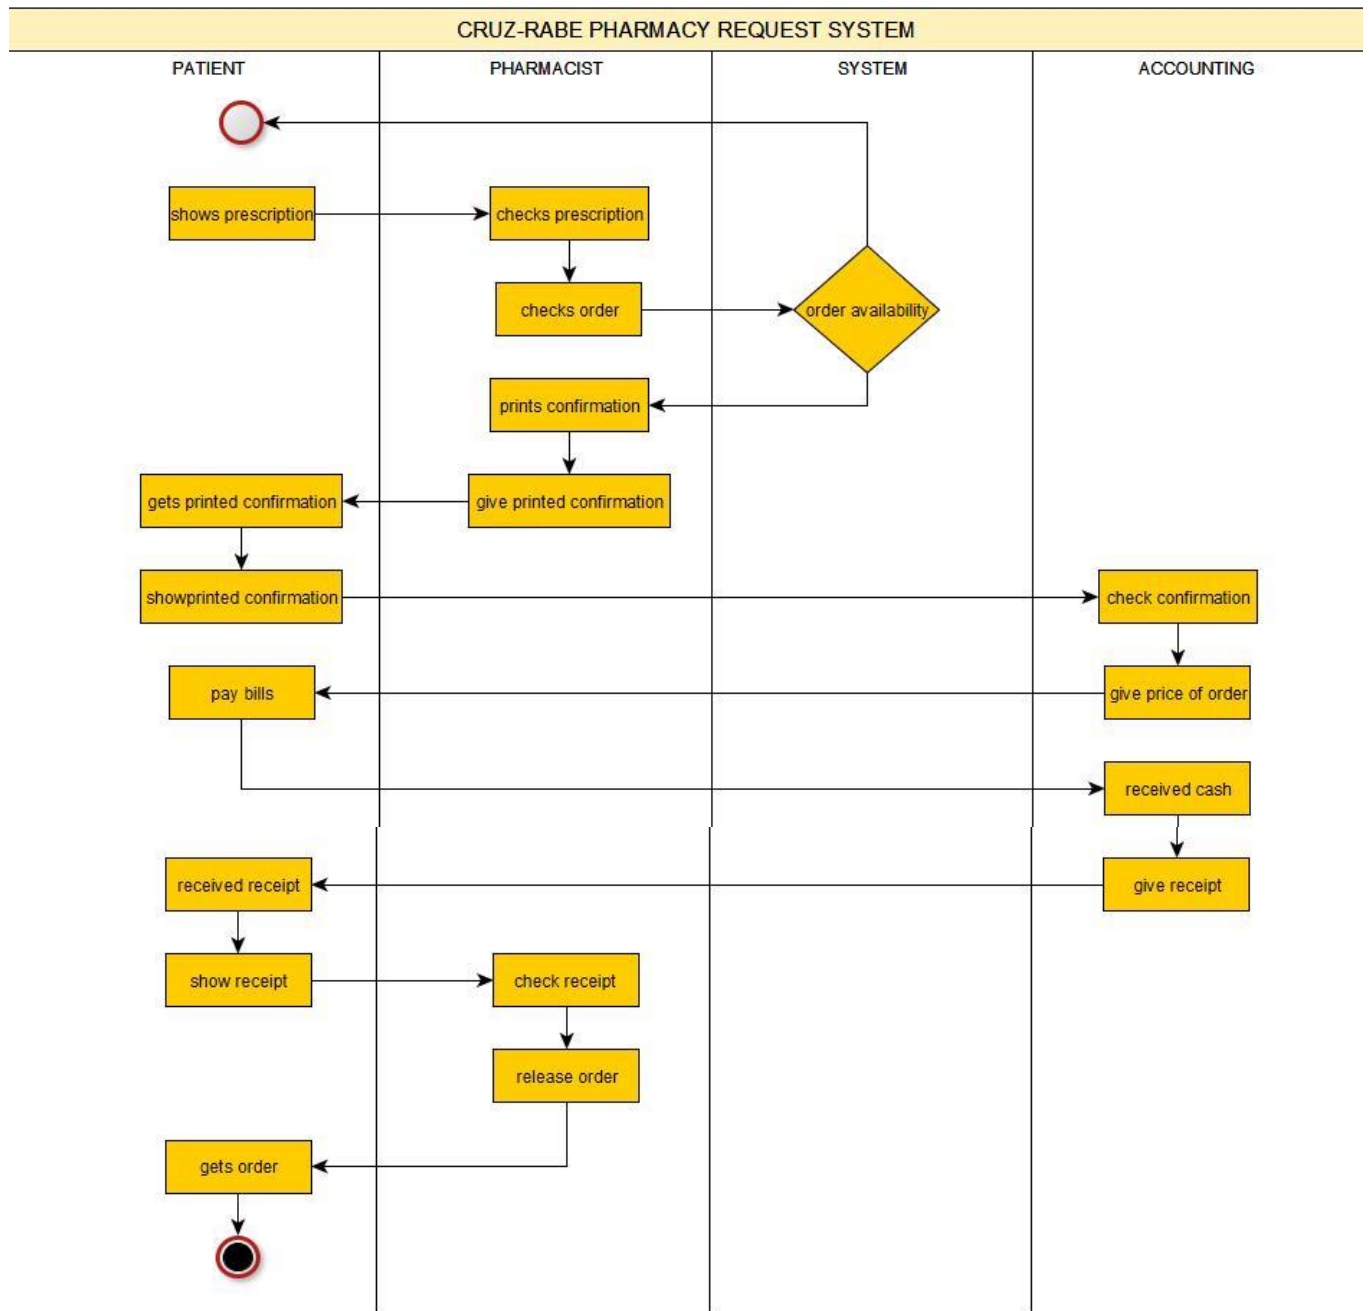 CRUZ-RABE PHARMACY REQUEST SYSTEM
PATIENT
PHARMACIST
SYSTEM
ACCOUNTING
shows prescription
checks prescription
checks order
order availability
prints confirmation
gets printed confirmation
give printed confirmation
showprinted confirmation
check confirmation
pay bills
give price of order
received cash
received receipt
give receipt
show receipt
check receipt
release order
gets order